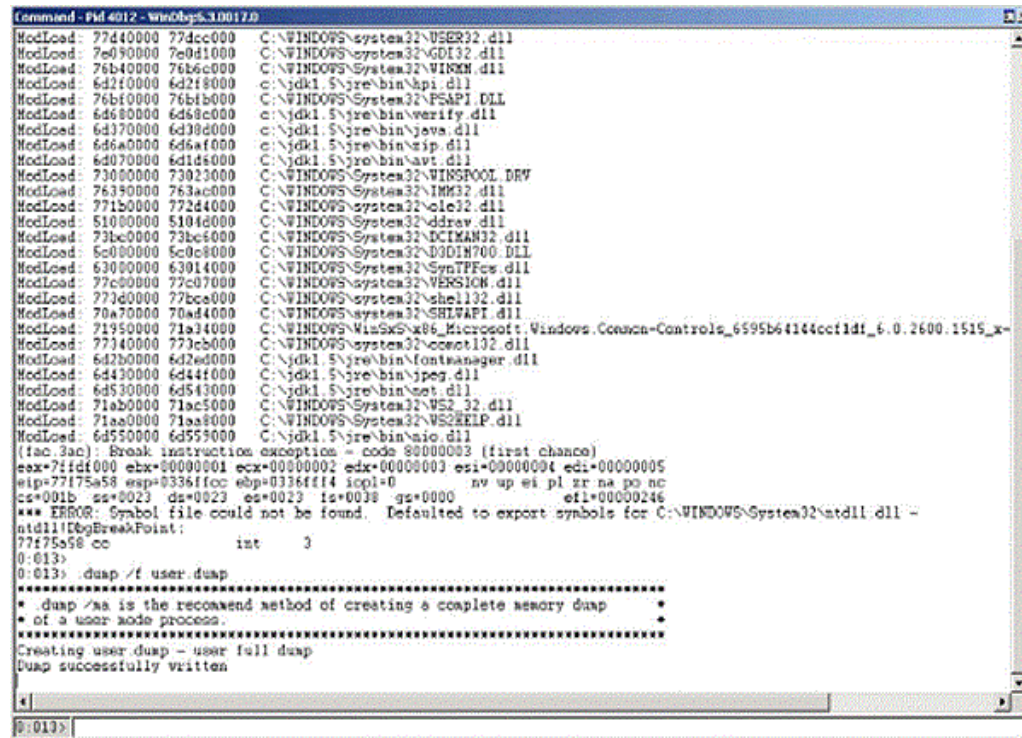 Command - Pid 4012 - WinDbg:6.3.0017.0
ModLoad: 77d40000 77dcc000 C:\WINDOWS\system32\USER32.dll
ModLoad: 7e090000 7e0d1000 C:\WINDOWS\system32\GDI32.dll
ModLoad: 76b40000 76b6c000 C:\WINDOWS\System32\WINMM.dll
ModLoad: 6d2f0000 6d2f8000 c:\jdk1.5\jre\bin\hpi.dll
ModLoad: 76bf0000 76bfb000 C:\WINDOWS\System32\PSAPI.DLL
ModLoad: 6d680000 6d68c000 c:\jdk1.5\jre\bin\verify.dll
ModLoad: 6d370000 6d38d000 c:\jdk1.5\jre\bin\java.dll
ModLoad: 6d6a0000 6d6af000 c:\jdk1.5\jre\bin\zip.dll
ModLoad: 6d070000 6d1d6000 C:\jdk1.5\jre\bin\awt.dll
ModLoad: 73000000 73023000 C:\WINDOWS\System32\WINSPOOL.DRV
ModLoad: 76390000 763ac000 C:\WINDOWS\System32\IMM32.dll
ModLoad: 771b0000 772d4000 C:\WINDOWS\system32\ole32.dll
ModLoad: 51000000 5104d000 C:\WINDOWS\System32\ddraw.dll
ModLoad: 73bc0000 73bc6000 C:\WINDOWS\System32\DCIMAN32.dll
ModLoad: 5c000000 5c0c8000 C:\WINDOWS\System32\D3DIM700.DLL
ModLoad: 63000000 63014000 C:\WINDOWS\System32\SynTPFcs.dll
ModLoad: 77c00000 77c07000 C:\WINDOWS\system32\VERSION.dll
ModLoad: 773d0000 77bca000 C:\WINDOWS\system32\shell32.dll
ModLoad: 70a70000 70ad4000 C:\WINDOWS\system32\SHLWAPI.dll
ModLoad: 71950000 71a34000 C:\WINDOWS\WinSxS\x86_Microsoft.Windows.Common-Controls_6595b64144ccf1df_6.0.2600.1515_x-
ModLoad: 77340000 773cb000 C:\WINDOWS\system32\comctl32.dll
ModLoad: 6d2b0000 6d2ed000 C:\jdk1.5\jre\bin\fontmanager.dll
ModLoad: 6d430000 6d44f000 C:\jdk1.5\jre\bin\jpeg.dll
ModLoad: 6d530000 6d543000 C:\jdk1.5\jre\bin\net.dll
ModLoad: 71ab0000 71ac5000 C:\WINDOWS\System32\WS2_32.dll
ModLoad: 71aa0000 71aa8000 C:\WINDOWS\System32\WS2HELP.dll
ModLoad: 6d550000 6d559000 C:\jdk1.5\jre\bin\nio.dll
(fac.3ac): Break instruction exception - code 80000003 (first chance)
eax=7ffdf000 ebx=00000001 ecx=00000002 edx=00000003 esi=00000004 edi=00000005
eip=77f75a58 esp=0336ffcc ebp=0336fff4 iopl=0 nv up ei pl zr na po nc
cs=001b ss=0023 ds=0023 es=0023 fs=0038 gs=0000 efl=00000246
*** ERROR: Symbol file could not be found. Defaulted to export symbols for C:\WINDOWS\System32\ntdll.dll -
ntdll!DbgBreakPoint:
77f75a58 cc int 3
0:013>
0:013> .dump /f user.dump
*****************************************************************
* .dump /ma is the recommend method of creating a complete memory dump *
* of a user mode process. *
*****************************************************************
Creating user.dump - user full dump
Dump successfully written
0:013>